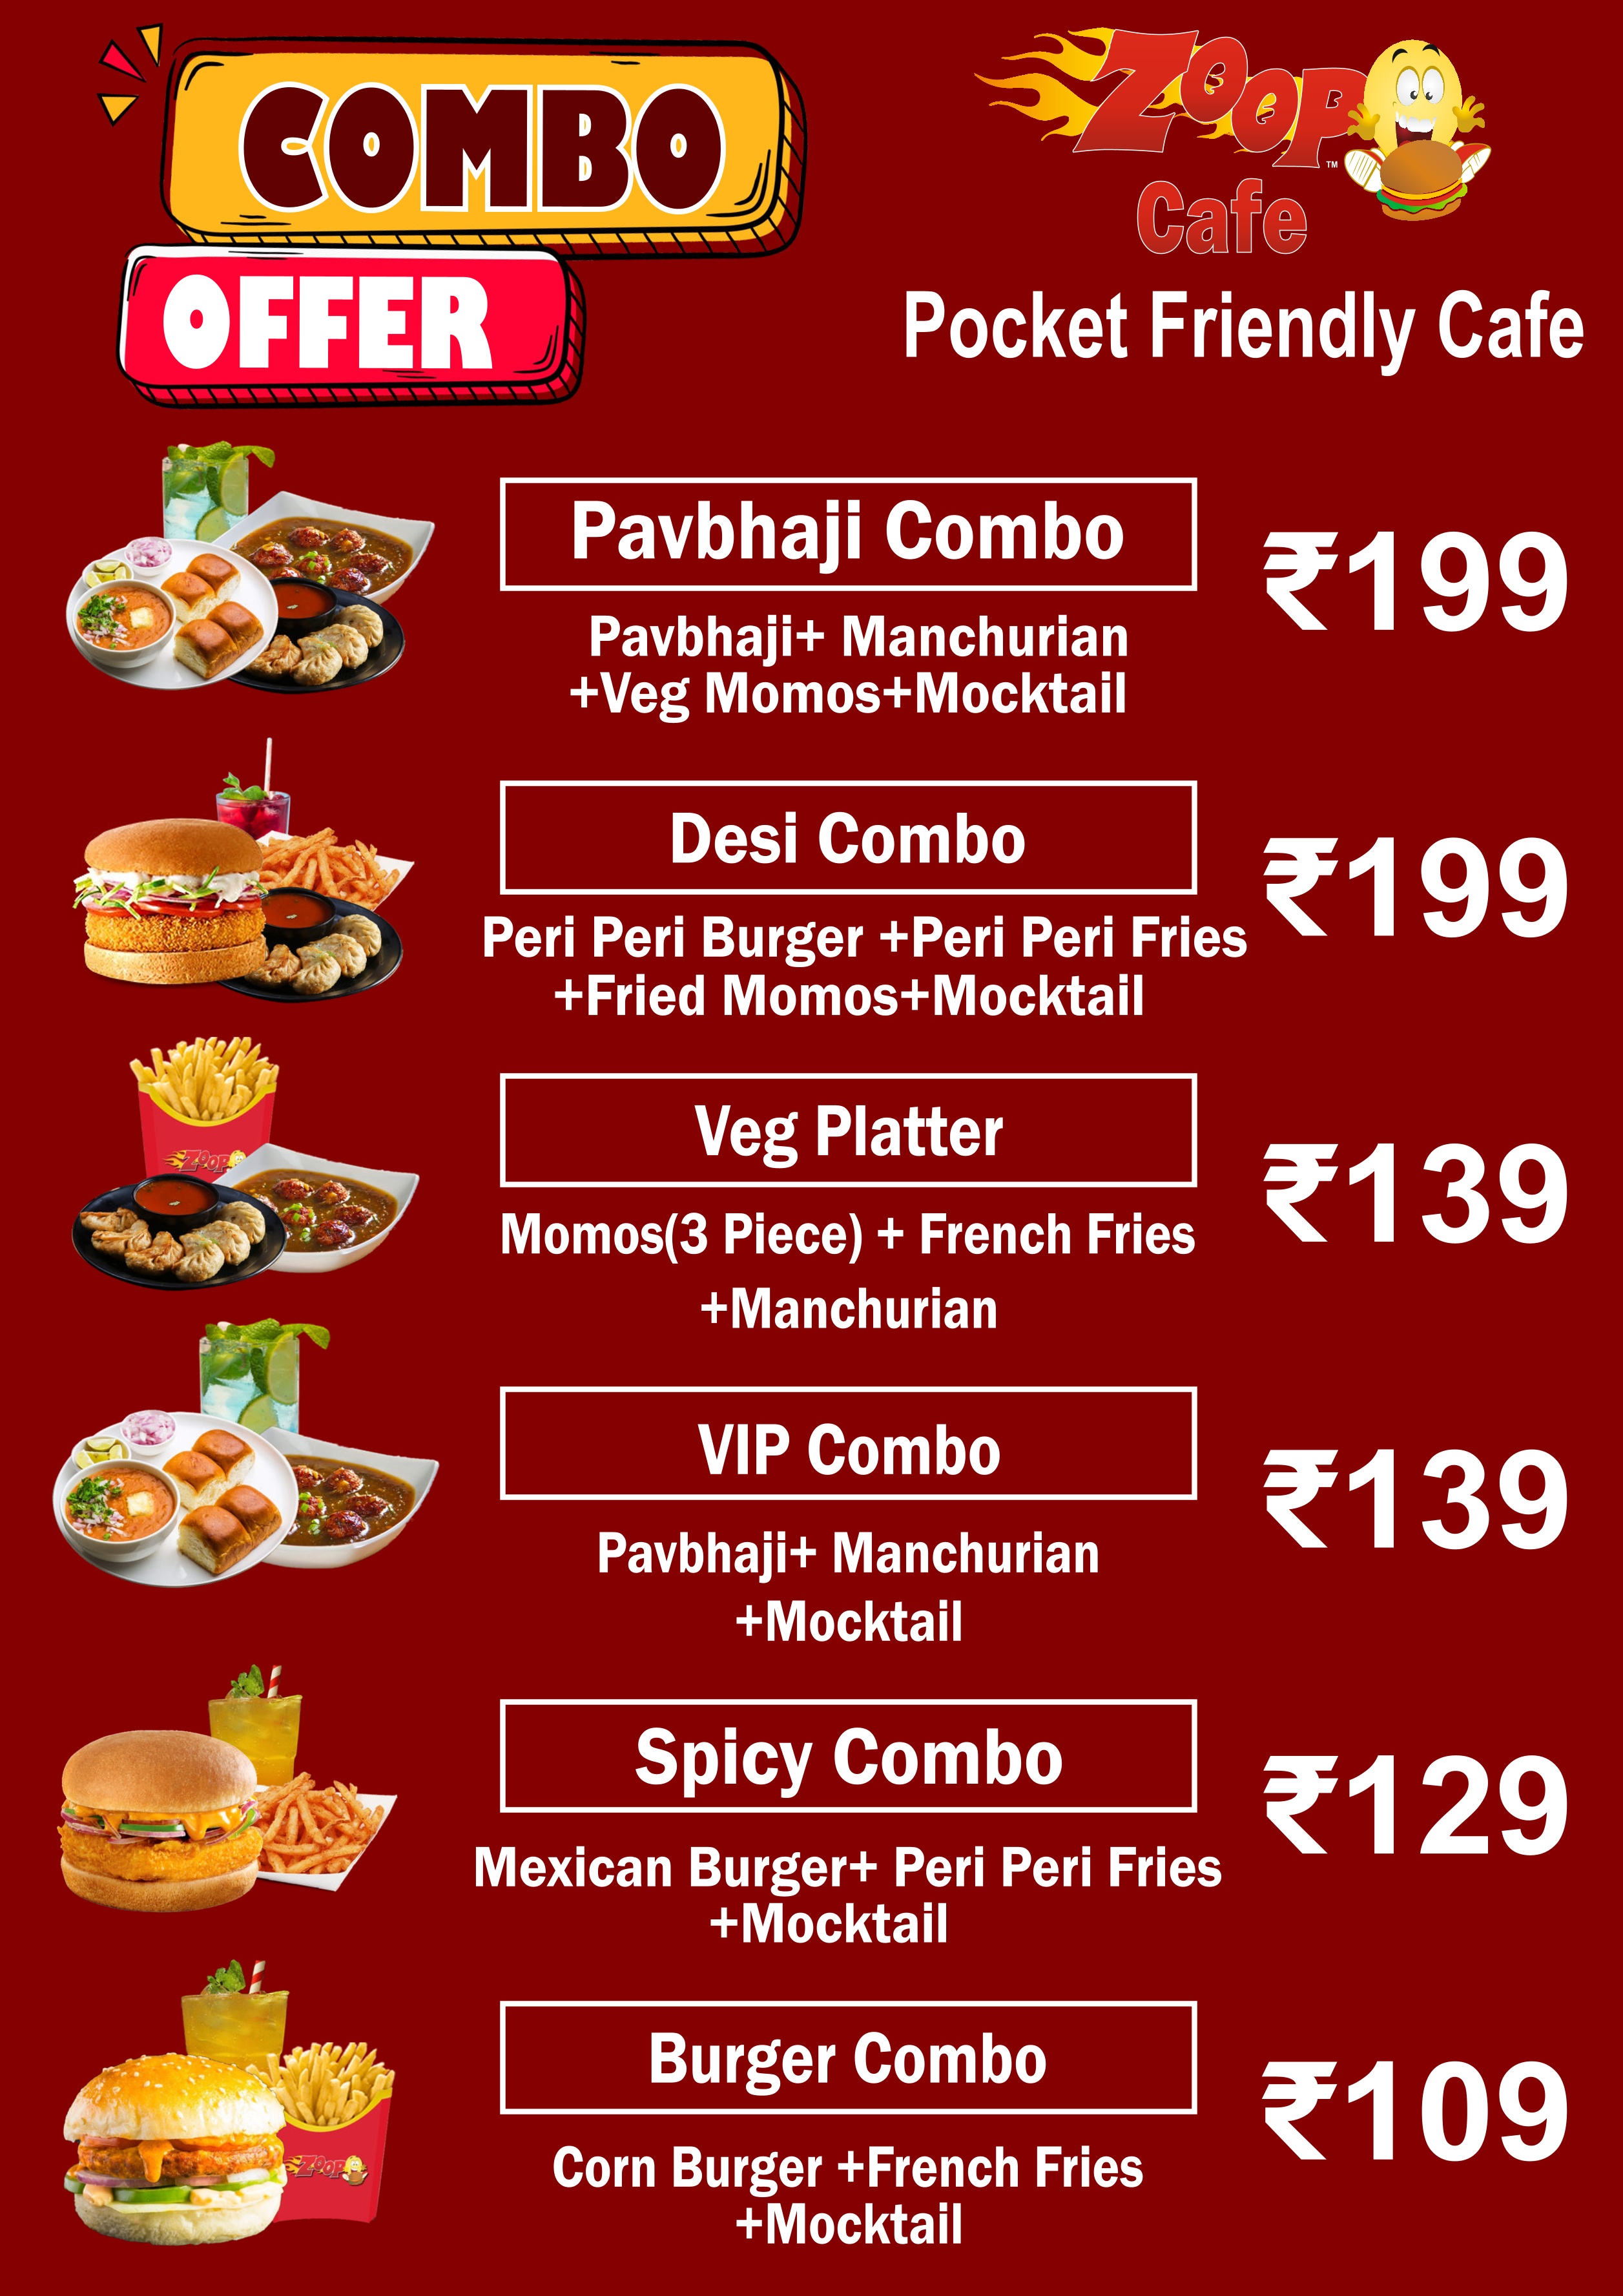 COMBO
OFFER
ZOOP
TM
Cafe
Pocket Friendly Cafe
Pavbhaji Combo
₹199
Pavbhaji+ Manchurian
+Veg Momos+Mocktail
Desi Combo
₹199
Peri Peri Burger +Peri Peri Fries
+Fried Momos+Mocktail
Veg Platter
₹139
Momos(3 Piece) + French Fries
+Manchurian
ZOOP
VIP Combo
₹139
Pavbhaji+ Manchurian
+Mocktail
Spicy Combo
₹129
Mexican Burger+ Peri Peri Fries
+Mocktail
Burger Combo
₹109
Corn Burger +French Fries
+Mocktail
ZOOP